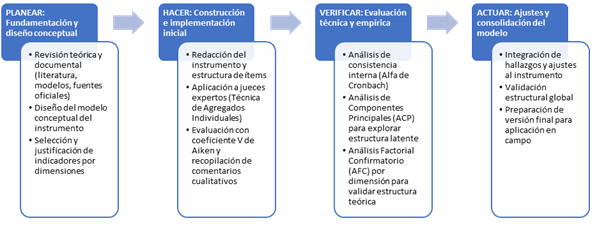 PLANEAR:
Fundamentación y
diseño conceptual
• Revisión teórica y
documental
(literatura,
modelos, fuentes
oficiales)
• Diseño del modelo
conceptual del
instrumento
• Selección y
justificación de
indicadores por
dimensiones
HACER: Construcción
e implementación
inicial
• Redacción del
instrumento y
estructura de ítems
• Aplicación a jueces
expertos (Técnica
de Agregados
Individuales)
• Evaluación con
coeficiente V de
Aiken y
recopilación de
comentarios
cualitativos
VERIFICAR: Evaluación
técnica y empírica
• Análisis de
consistencia
interna (Alfa de
Cronbach)
• Análisis de
Componentes
Principales (ACP)
para explorar
estructura latente
• Análisis Factorial
Confirmatorio
(AFC) por
dimensión para
validar estructura
teórica
ACTUAR: Ajustes y
consolidación del
modelo
• Integración de
hallazgos y ajustes
al instrumento
• Validación
estructural global
• Preparación de
versión final para
aplicación en
campo